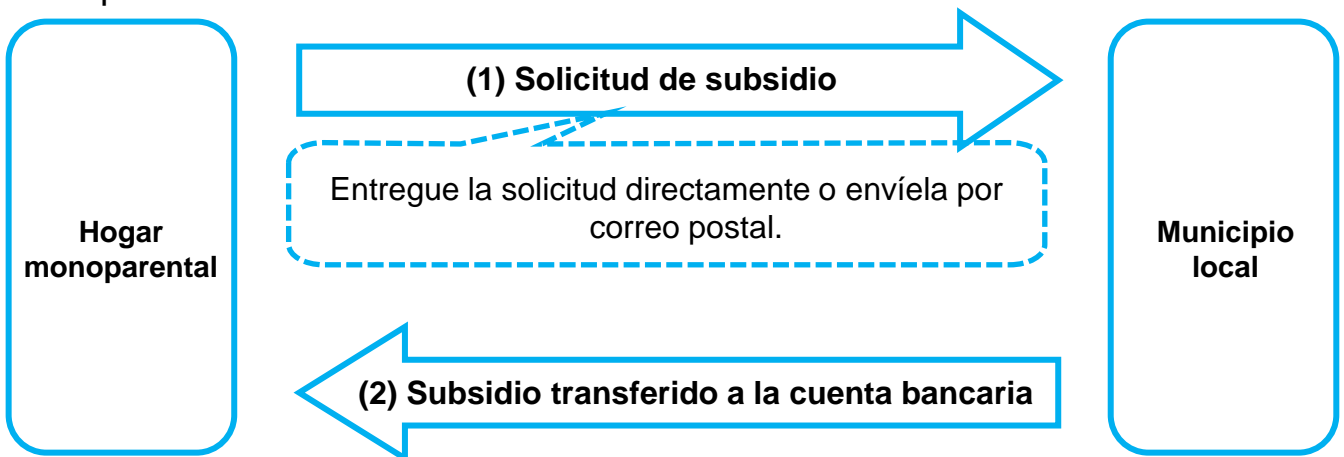 (1) Solicitud de subsidio
Entregue la solicitud directamente o envíela por
correo postal.
Hogar
monoparental
Municipio
local
(2) Subsidio transferido a la cuenta bancaria